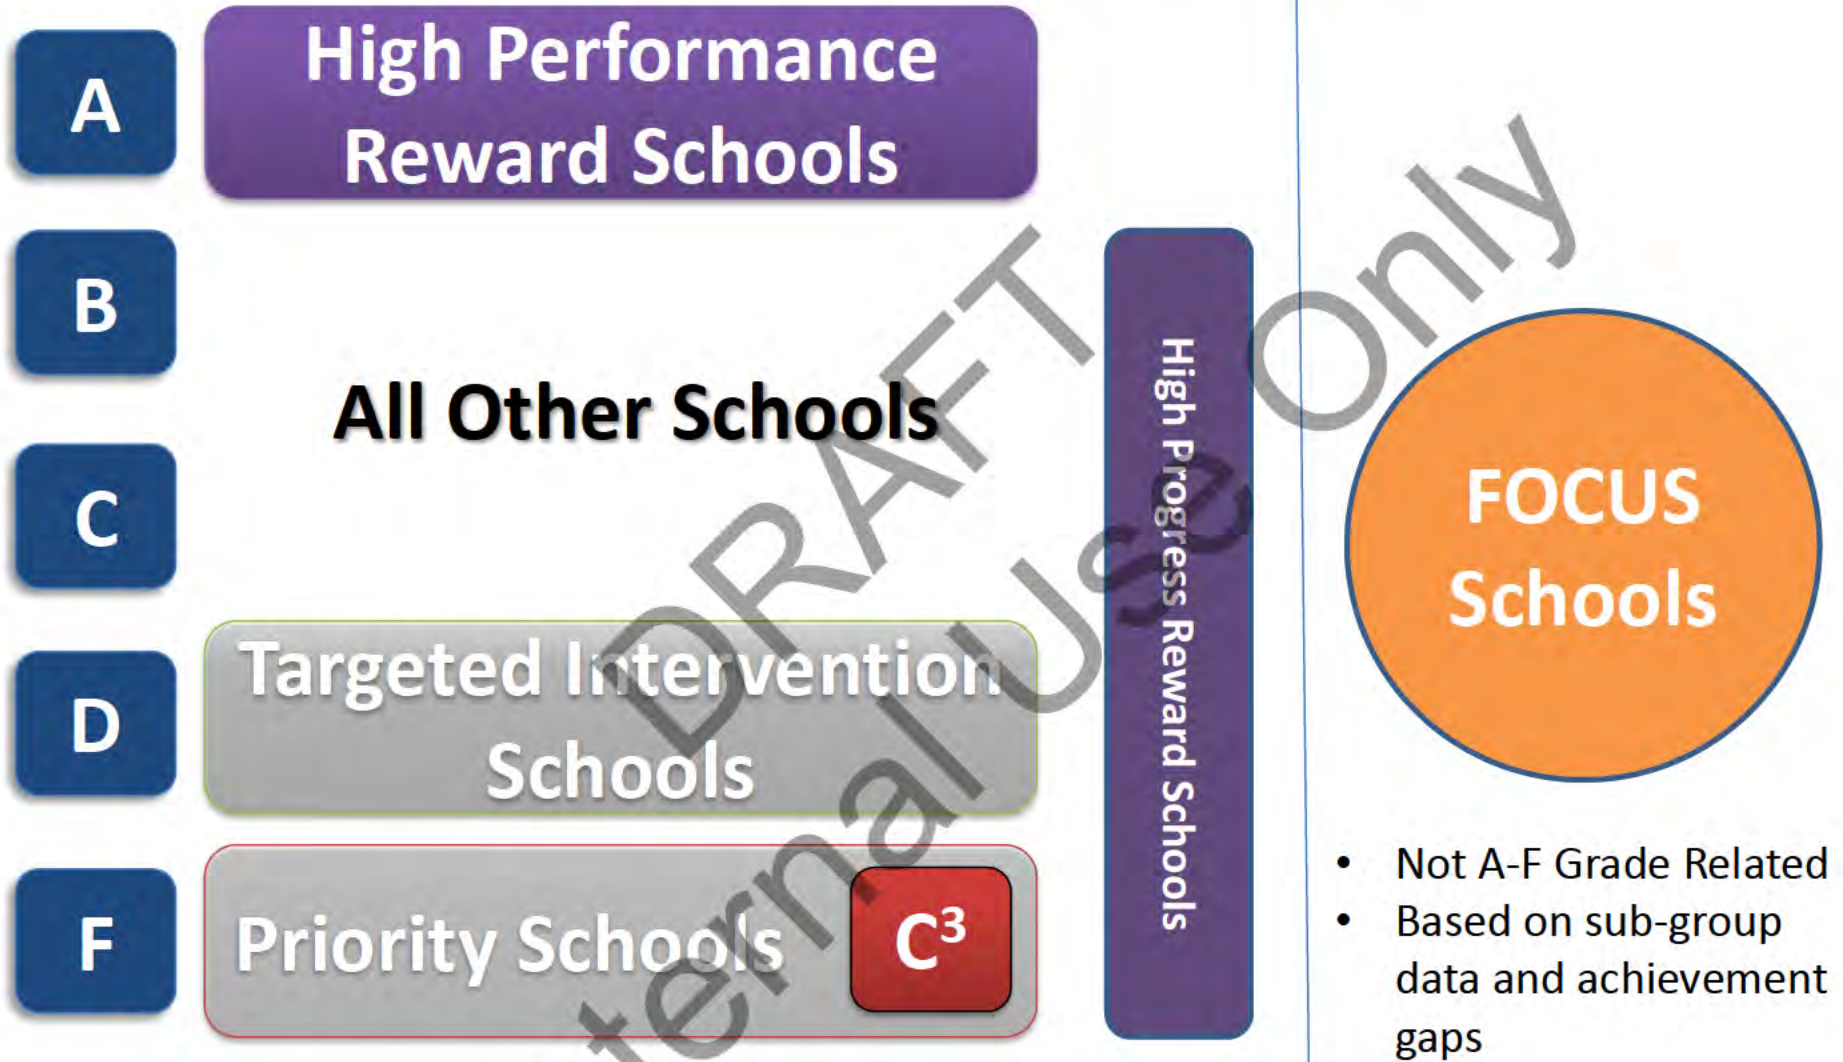 A
High Performance
Reward Schools
B
All Other Schools
C
D
Targeted Intervention
Schools
F
Priority Schools
C³
High Progress Reward Schools
FOCUS
Schools
• Not A-F Grade Related
• Based on sub-group
data and achievement
gaps
DRAFT
ternal Use Only